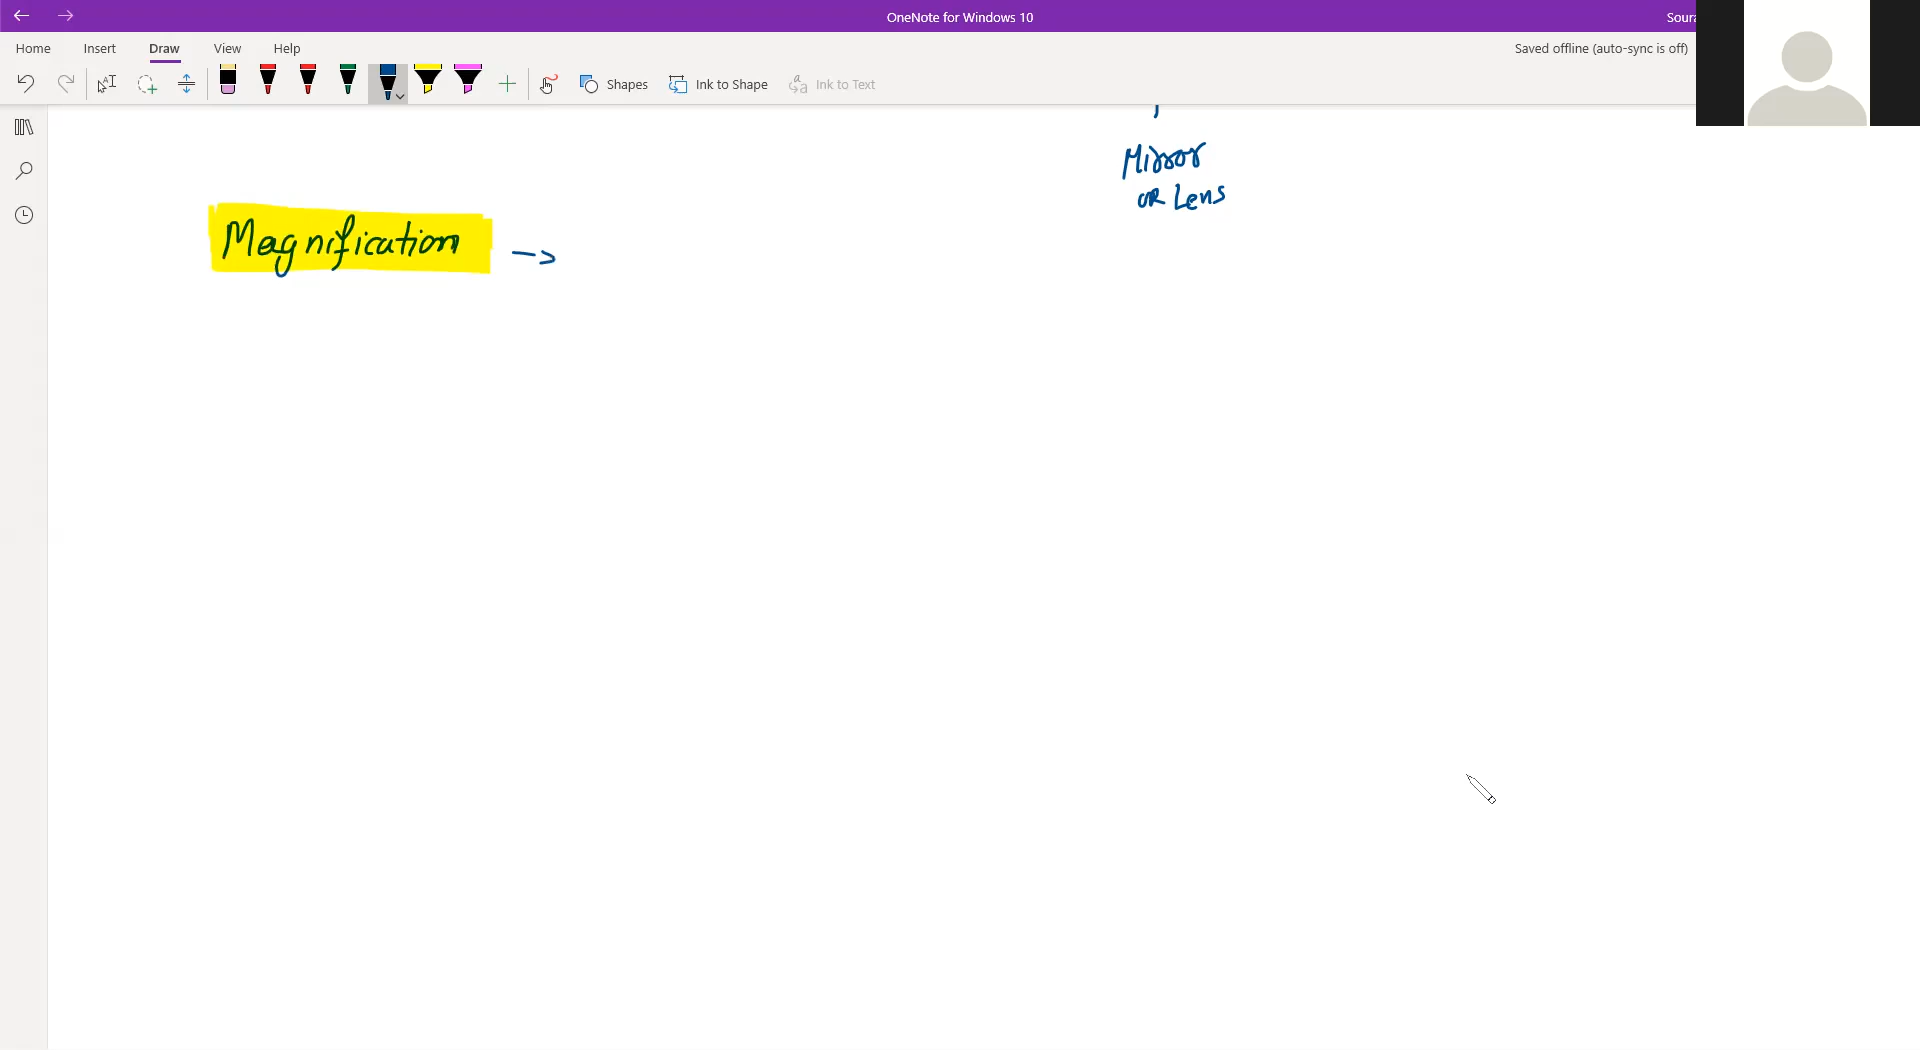 OneNote for Windows 10
Soura
Home Insert Draw View Help
Saved offline (auto-sync is off)
Shapes Ink to Shape Ink to Text
Mirror
OR Lens
Magnification →